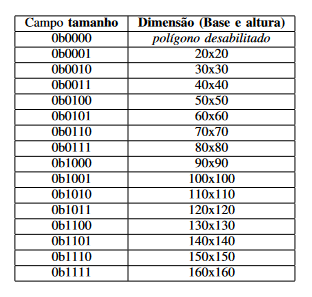 Campo tamanho Dimensão (Base e altura)
0b0000 polígono desabilitado
0b0001 20x20
0b0010 30x30
0b0011 40x40
0b0100 50x50
0b0101 60x60
0b0110 70x70
0b0111 80x80
0b1000 90x90
0b1001 100x100
0b1010 110x110
0b1011 120x120
0b1100 130x130
0b1101 140x140
0b1110 150x150
0b1111 160x160